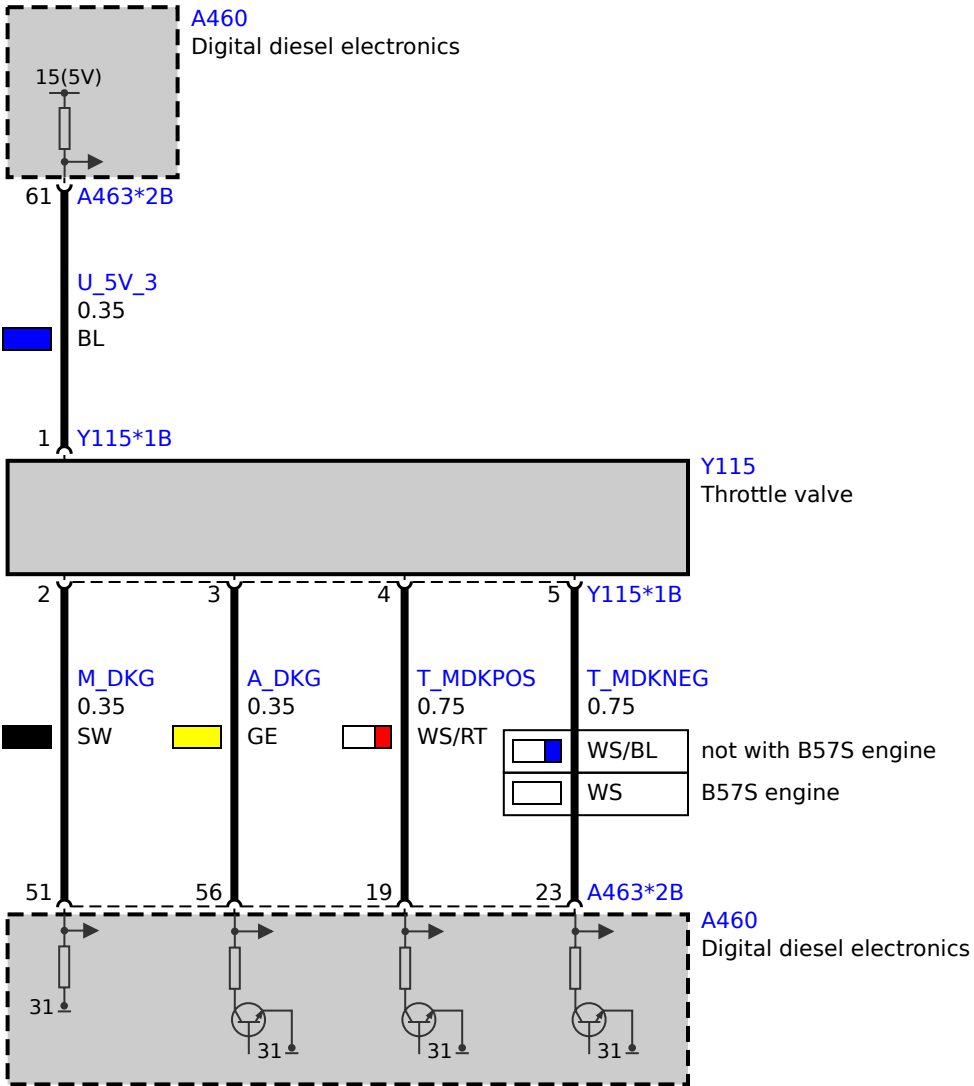 A460
Digital diesel electronics
15(5V)
61 A463*2B
U_5V_3
0.35
BL
1 Y115*1B
Y115
Throttle valve
2 3 4 5 Y115*1B
M_DKG A_DKG T_MDKPOS T_MDKNEG
0.35 0.35 0.75 0.75
SW GE WS/RT
WS/BL not with B57S engine
WS B57S engine
51 56 19 23 A463*2B
A460
Digital diesel electronics
31
31 31 31